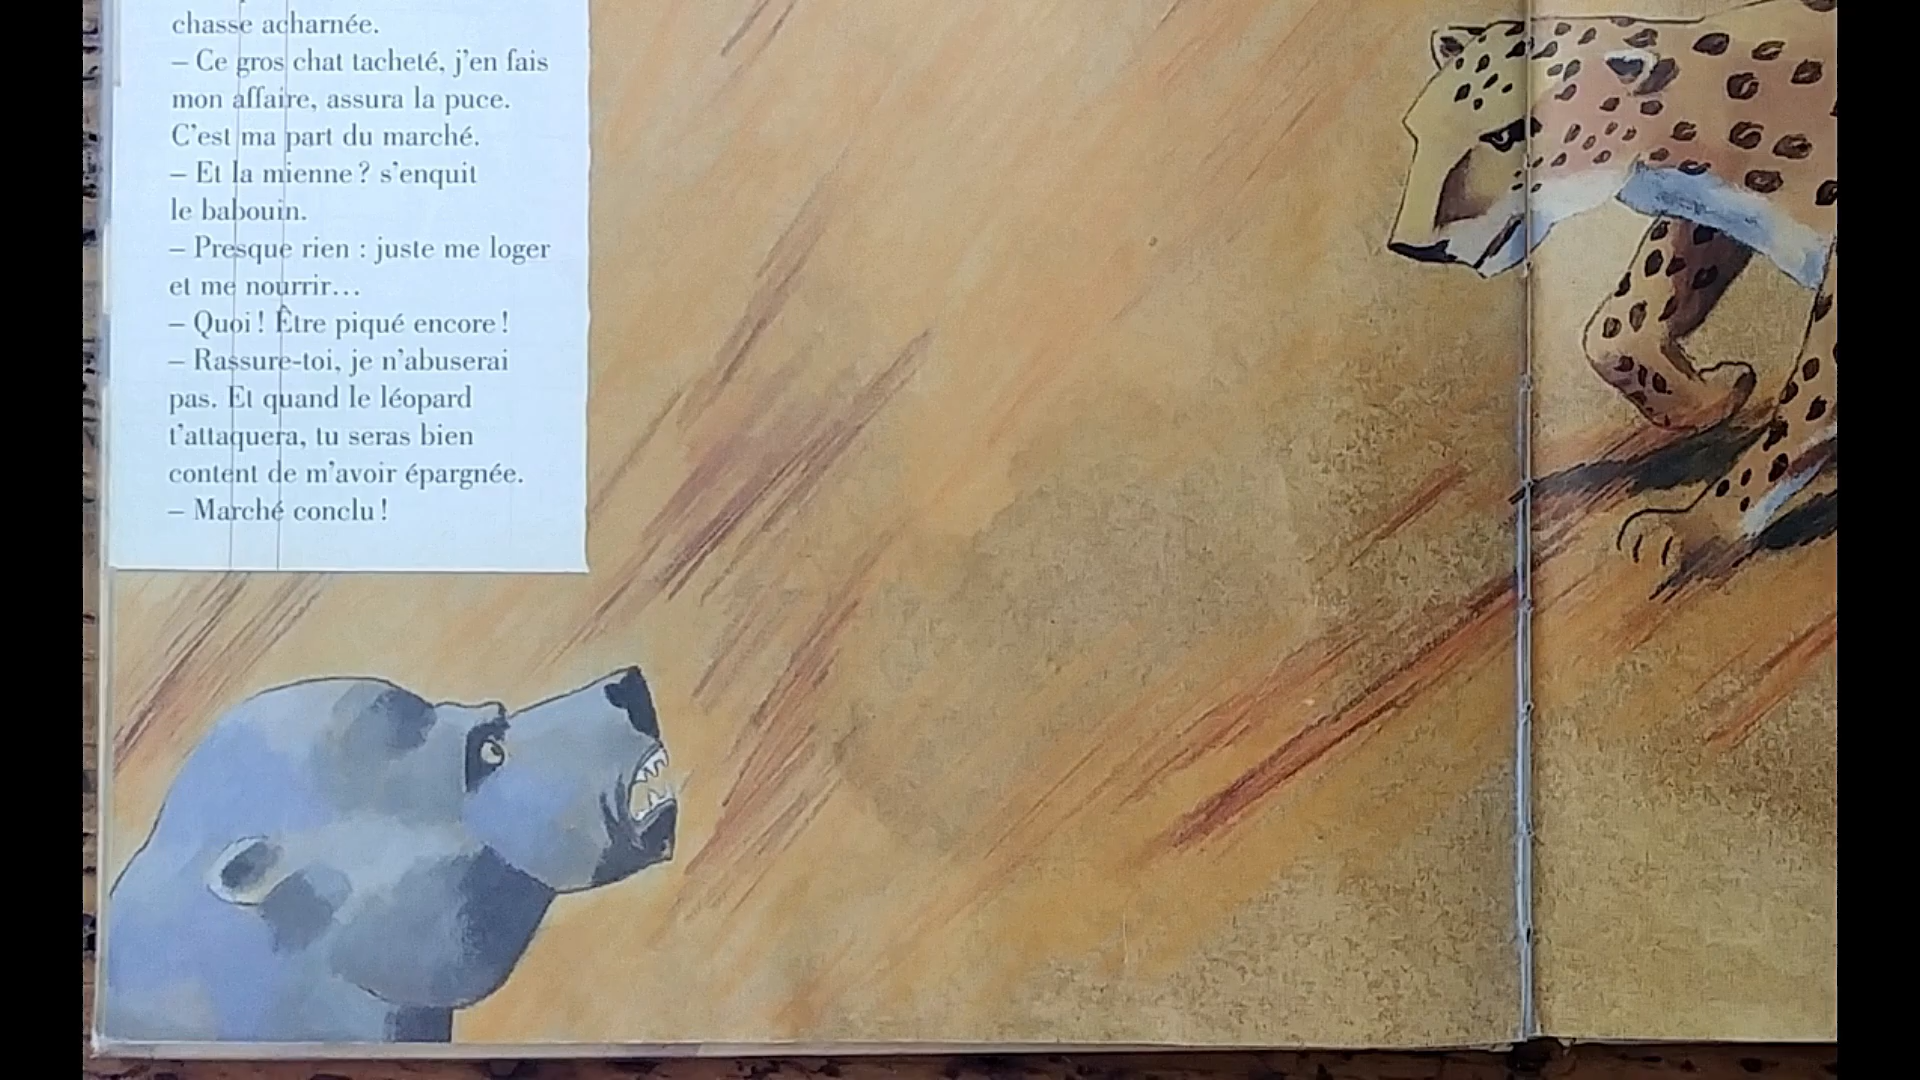 chasse acharnée.
– Ce gros chat tacheté, j'en fais
mon affaire, assura la puce.
C'est ma part du marché.
– Et la mienne ? s'enquit
le babouin.
– Presque rien : juste me loger
et me nourrir…
– Quoi ! Être piqué encore !
– Rassure-toi, je n'abuserai
pas. Et quand le léopard
t'attaquera, tu seras bien
content de m'avoir épargnée.
– Marché conclu !